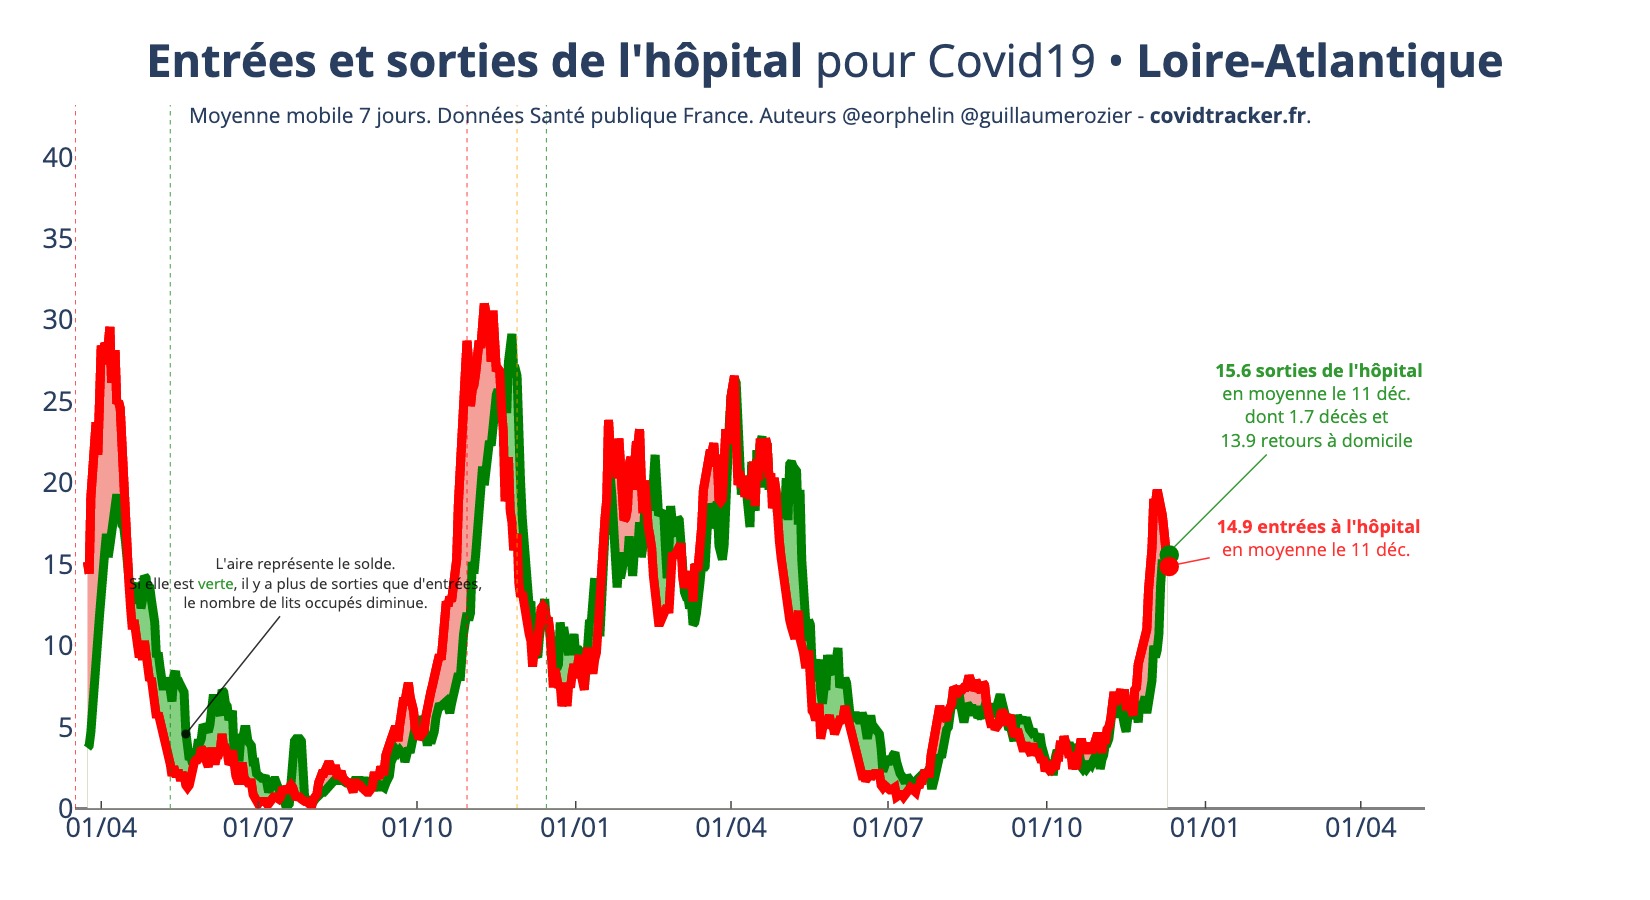 Entrées et sorties de l'hôpital pour Covid19 • Loire-Atlantique
Moyenne mobile 7 jours. Données Santé publique France. Auteurs @eorphelin @guillaumerozier - covidtracker.fr.
40
35
30
25
20
15
10
5
0
15.6 sorties de l'hôpital
en moyenne le 11 déc.
dont 1.7 décès et
13.9 retours à domicile
14.9 entrées à l'hôpital
en moyenne le 11 déc.
L'aire représente le solde.
Si elle est verte, il y a plus de sorties que d'entrées,
le nombre de lits occupés diminue.
01/04 01/07 01/10 01/01 01/04 01/07 01/10 01/01 01/04